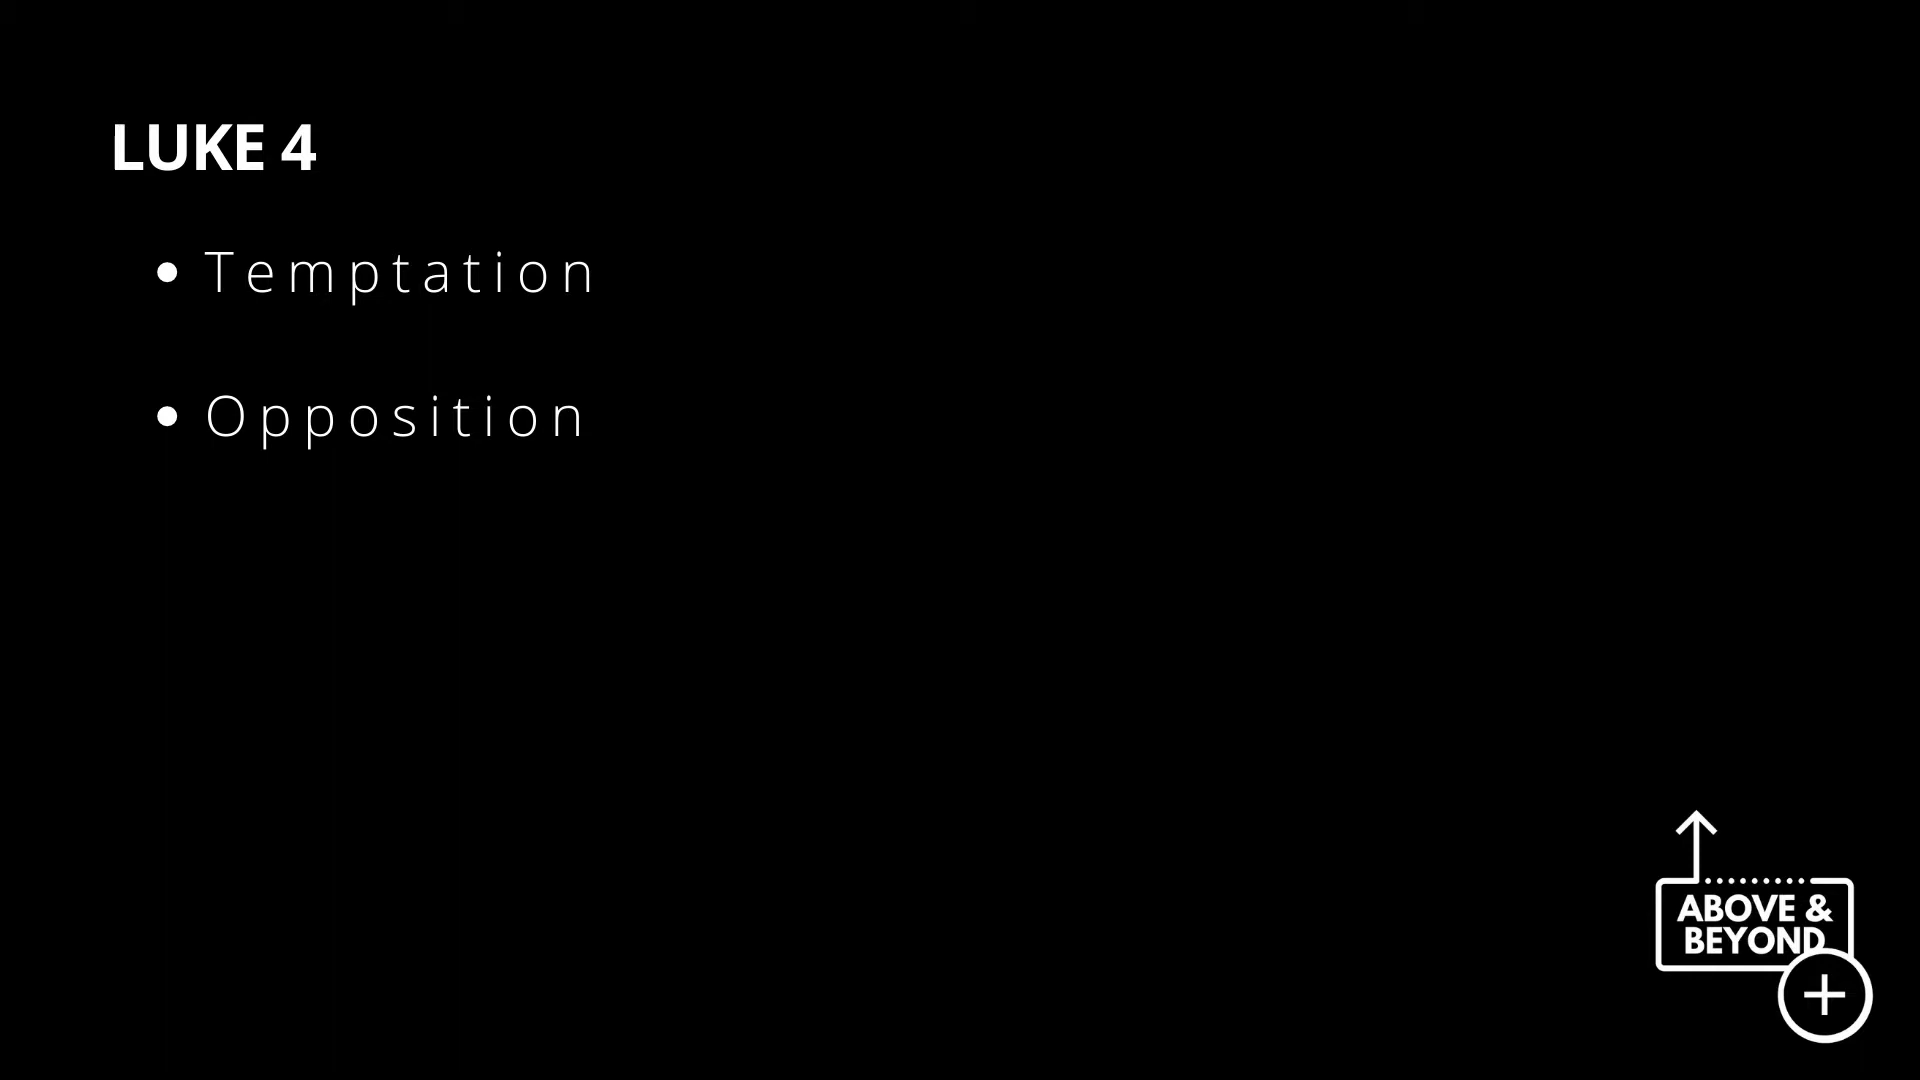 LUKE 4
• Temptation
• Opposition
ABOVE &
BEYOND